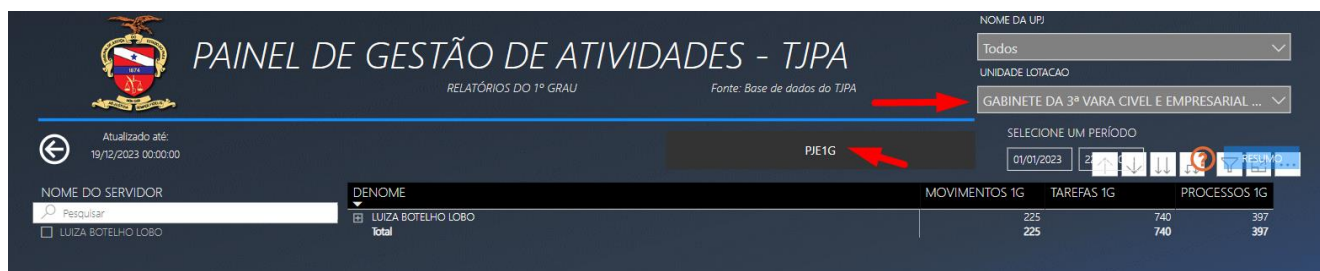 NOME DA UPJ
Todos
PAINEL DE GESTÃO DE ATIVIDADES - TJPA
UNIDADE LOTACAO
RELATÓRIOS DO 1º GRAU Fonte: Base de dados do TJPA
GABINETE DA 3ª VARA CIVEL E EMPRESARIAL ...
Atualizado até:
19/12/2023 00:00:00
PJE1G
SELECIONE UM PERÍODO
01/01/2023
RESUMO
NOME DO SERVIDOR
Pesquisar
LUIZA BOTELHO LOBO
DENOME MOVIMENTOS 1G TAREFAS 1G PROCESSOS 1G
LUIZA BOTELHO LOBO 225 740 397
Total 225 740 397